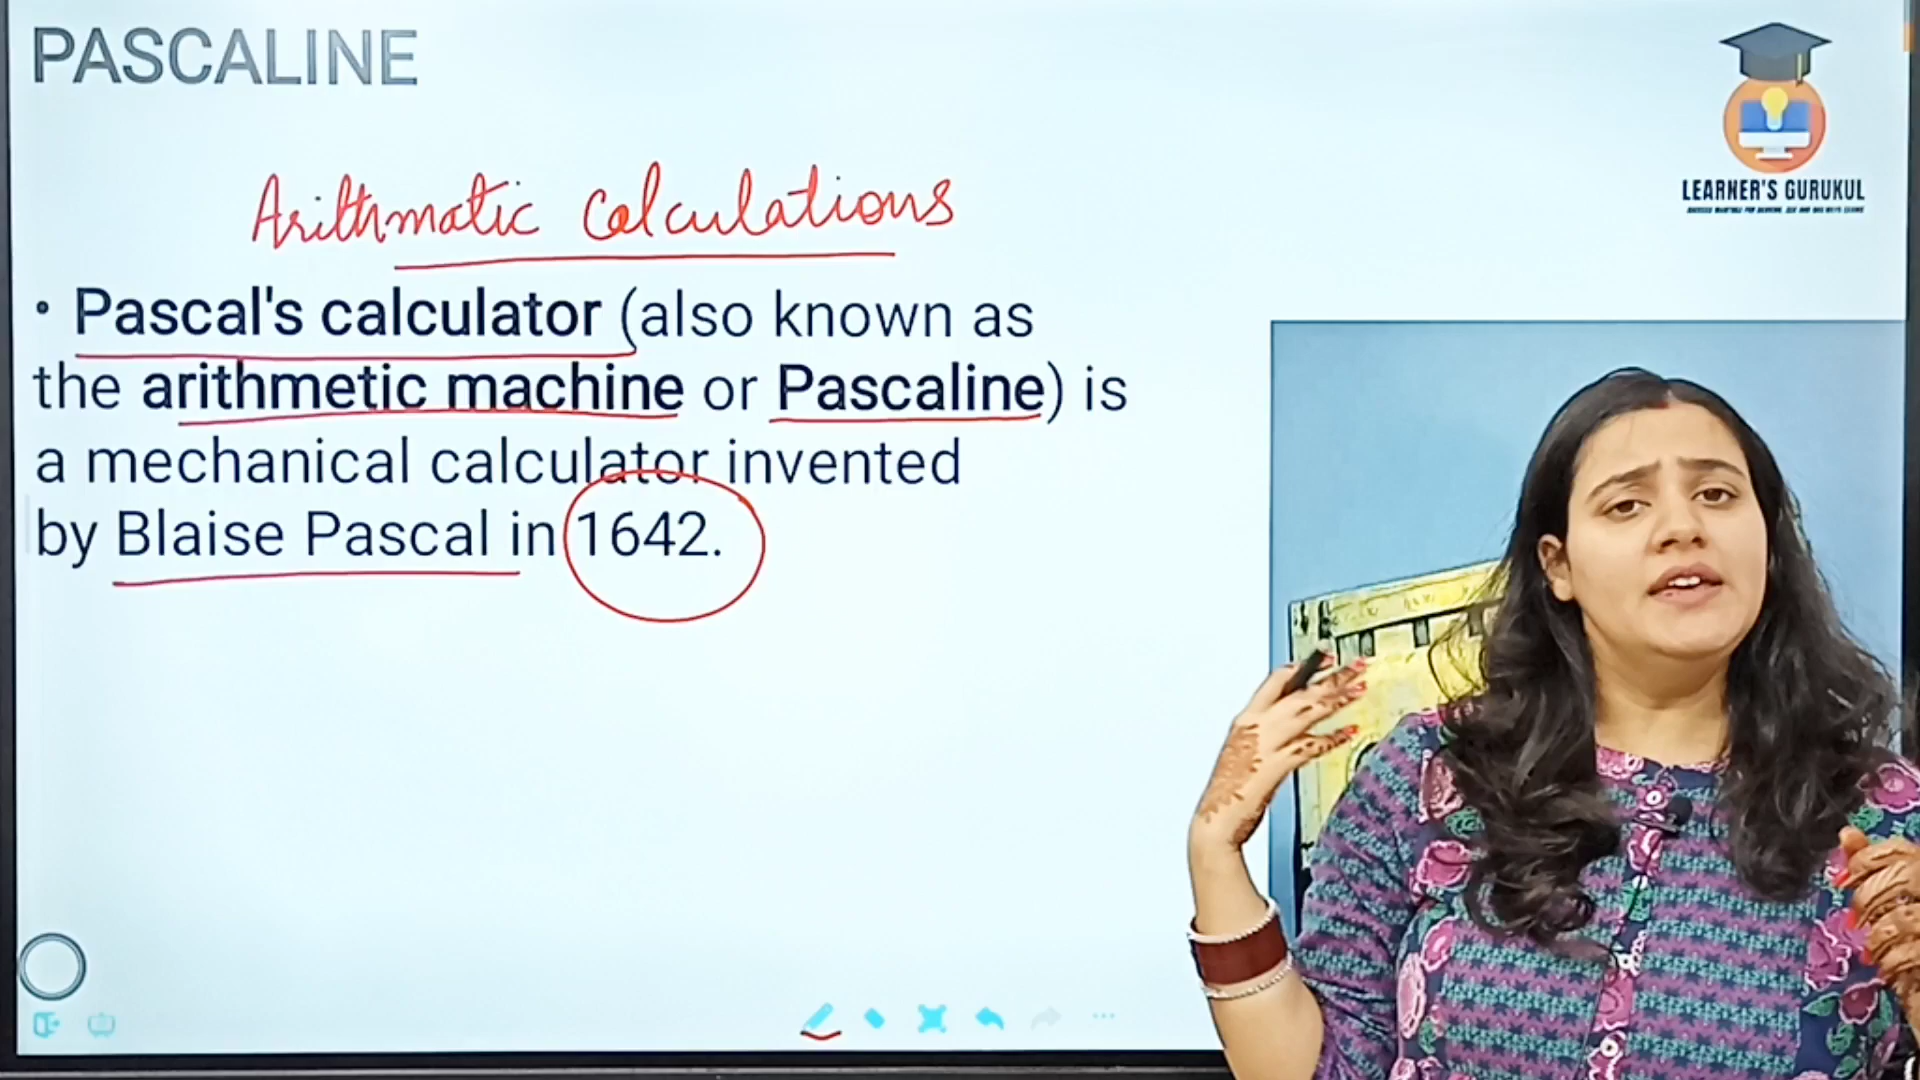 PASCALINE
Arithmatic Calculations
• Pascal's calculator (also known as
the arithmetic machine or Pascaline) is
a mechanical calculator invented
by Blaise Pascal in 1642.
LEARNER'S GURUKUL